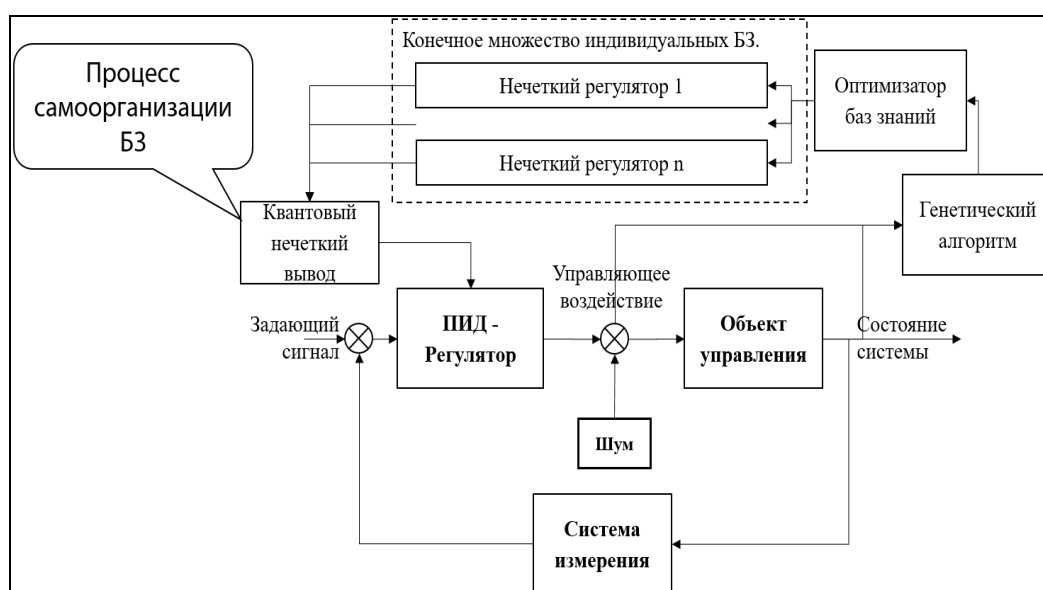 Процесс
самоорганизации
БЗ
Конечное множество индивидуальных БЗ.
Нечеткий регулятор 1
Нечеткий регулятор n
Оптимизатор
баз знаний
Генетический
алгоритм
Квантовый
нечеткий
вывод
Управляющее
воздействие
Задающий
сигнал
ПИД -
Регулятор
Объект
управления
Состояние
системы
Шум
Система
измерения